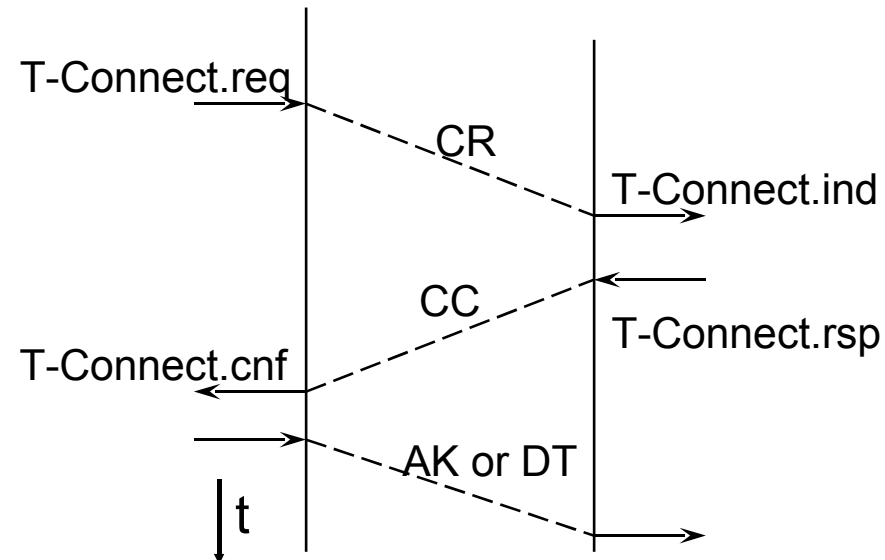 T-Connect.req
CR
T-Connect.ind
CC
T-Connect.rsp
T-Connect.cnf
AK or DT
t